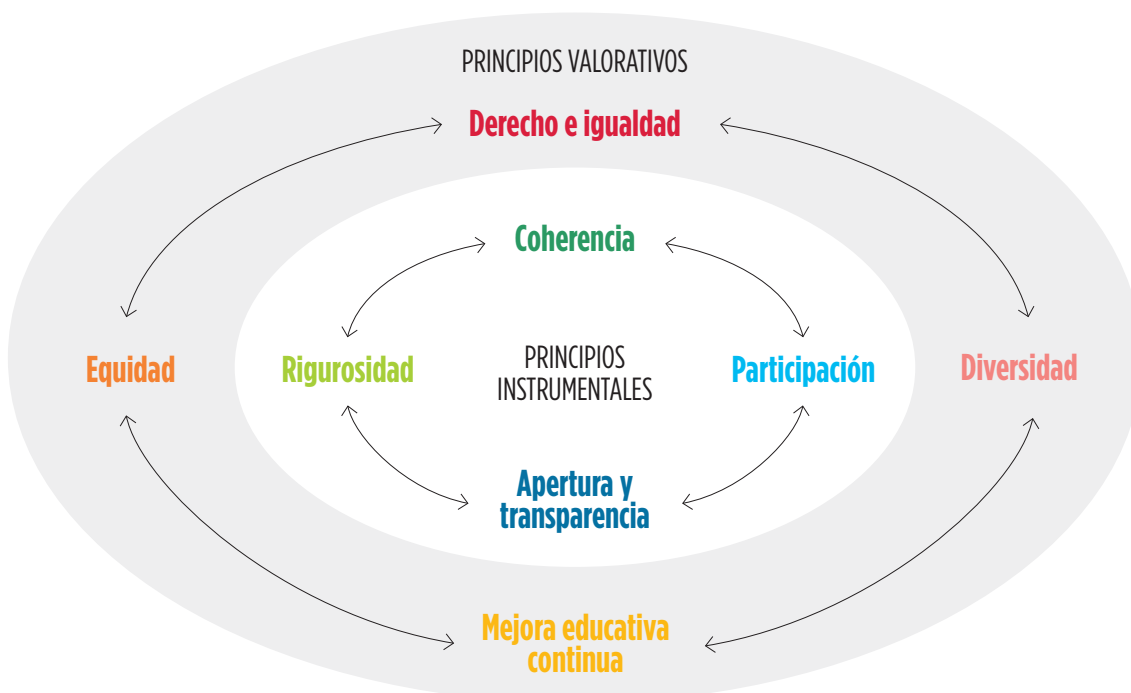 PRINCIPIOS VALORATIVOS
Derecho e igualdad
Coherencia
Equidad
Rigurosidad
PRINCIPIOS
INSTRUMENTALES
Participación
Diversidad
Apertura y
transparencia
Mejora educativa
continua